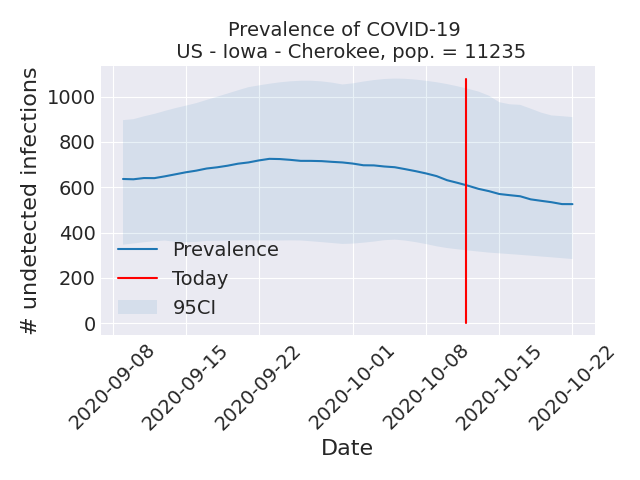 Prevalence of COVID-19
US - Iowa - Cherokee, pop. = 11235
# undetected infections
1000
800
600
400
200
0
Prevalence
Today
95CI
2020-09-08
2020-09-15
2020-09-22
2020-10-01
2020-10-08
2020-10-15
2020-10-22
Date